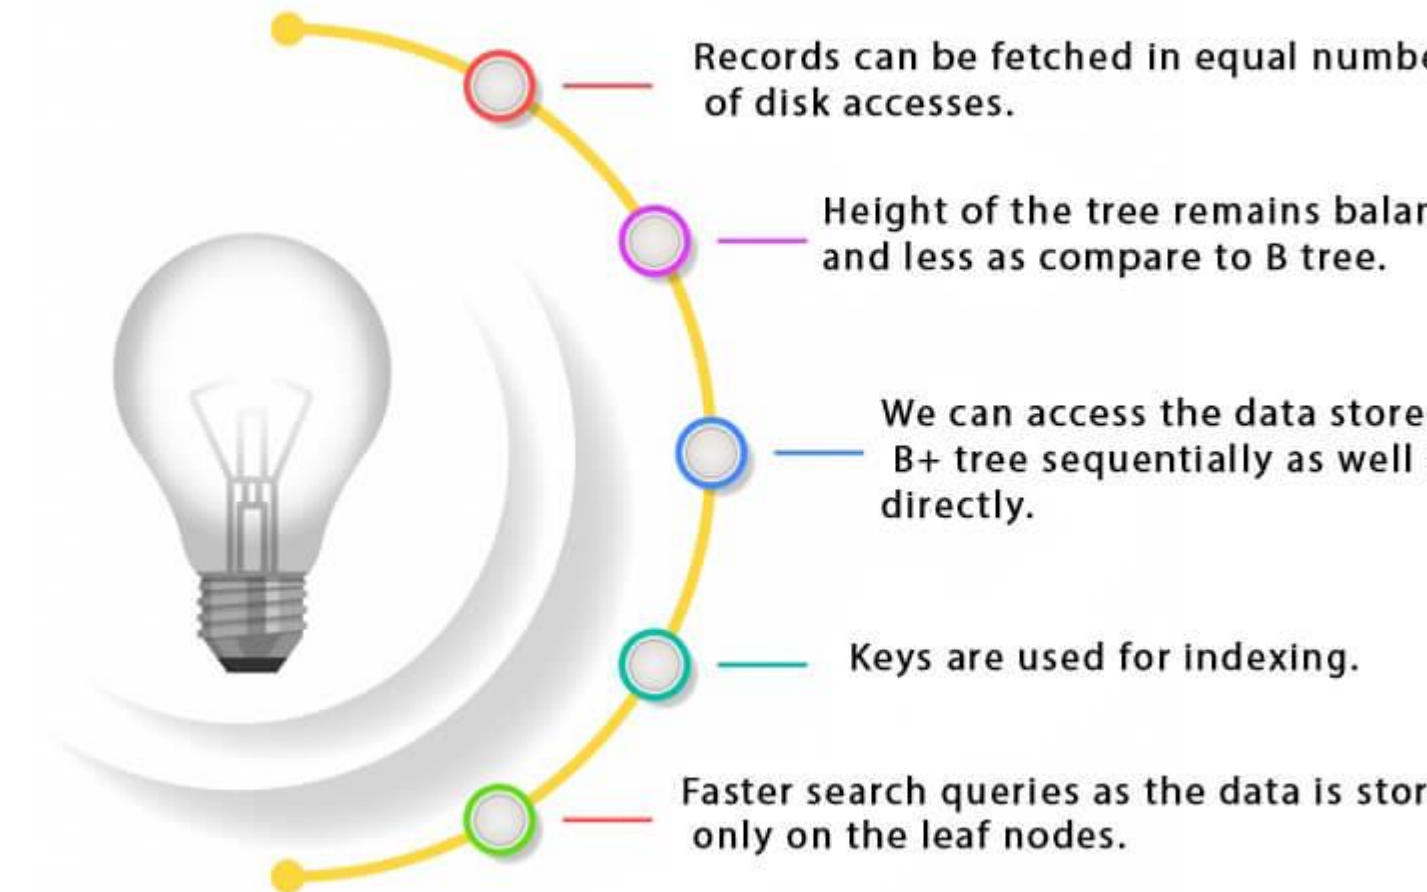 Records can be fetched in equal numbe
of disk accesses.
Height of the tree remains balan
and less as compare to B tree.
We can access the data store
B+ tree sequentially as well
directly.
Keys are used for indexing.
Faster search queries as the data is stor
only on the leaf nodes.